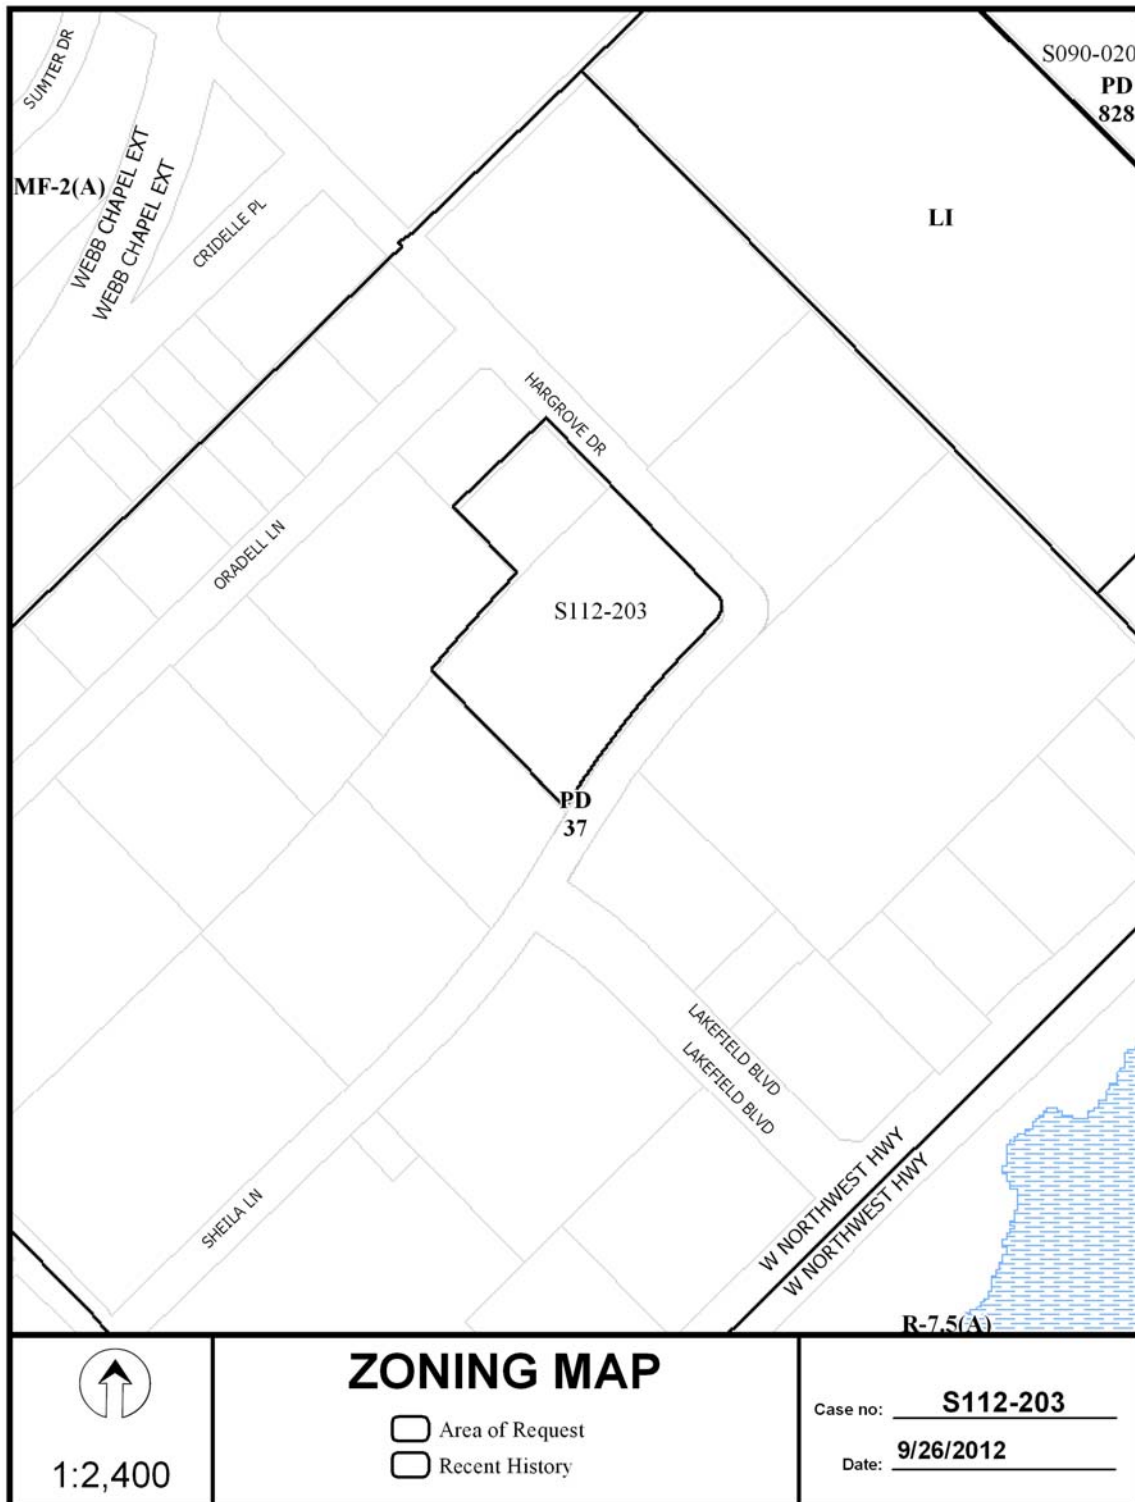 SUMTER DR
S090-020
PD
828
MF-2(A)
WEBB CHAPEL EXT
WEBB CHAPEL EXT
CRIDELLE PL
LI
HARGROVE DR
ORADELL LN
S112-203
PD
37
LAKEFIELD BLVD
LAKEFIELD BLVD
W NORTHWEST HWY
W NORTHWEST HWY
SHEILA LN
R-7.5(A)
1:2,400
ZONING MAP
Area of Request
Recent History
Case no: S112-203
Date: 9/26/2012